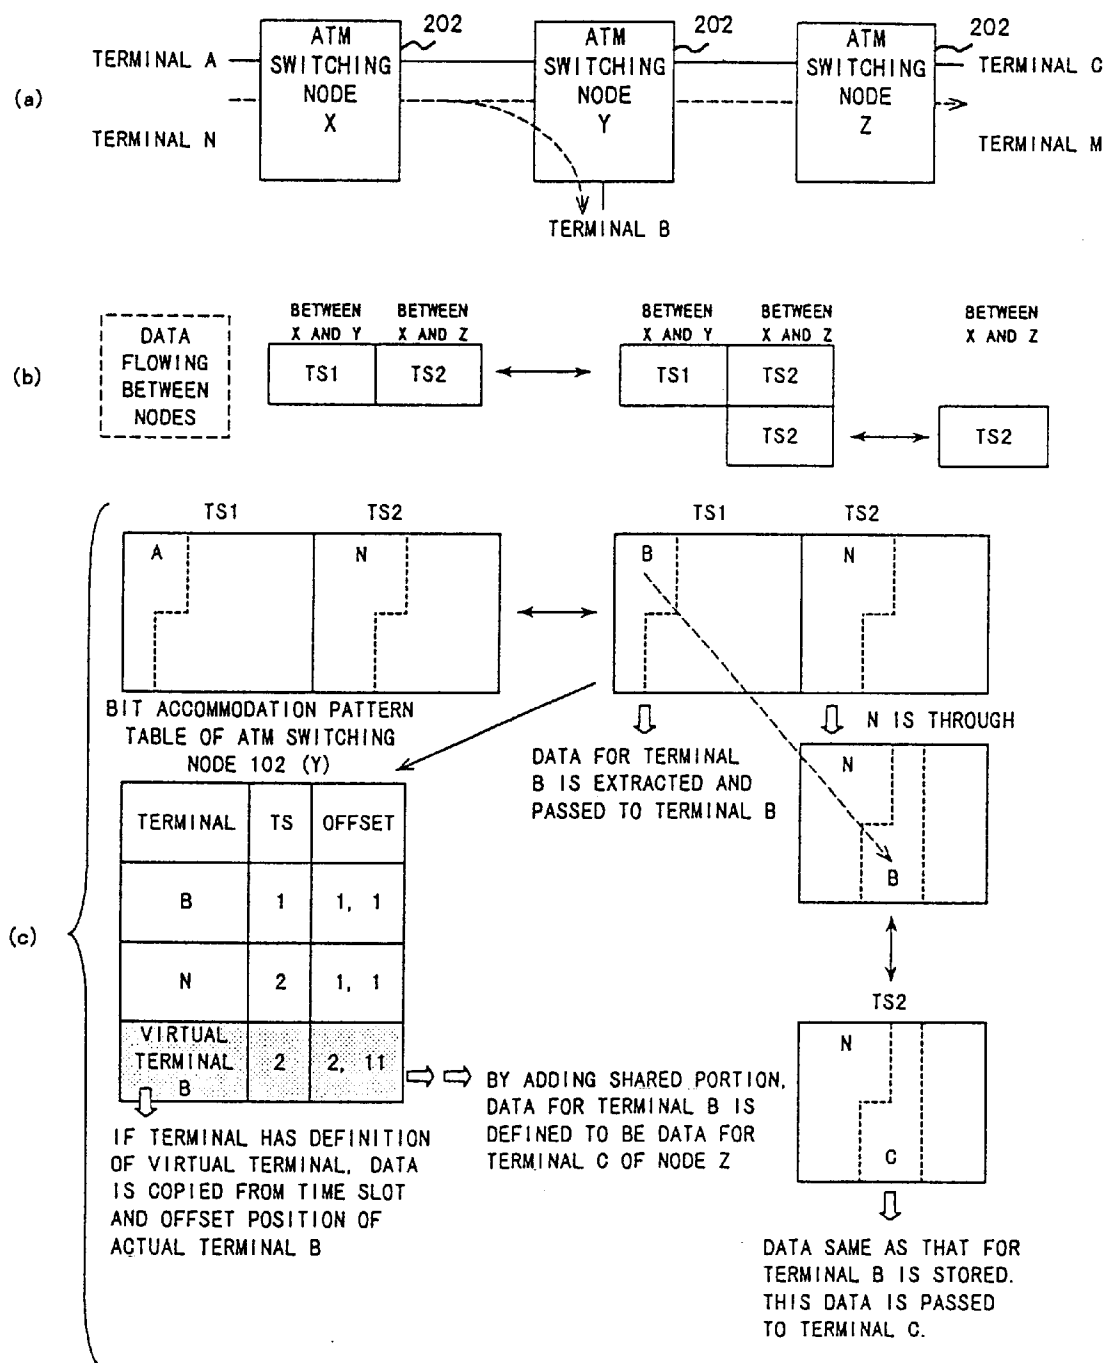 (a)
TERMINAL A
TERMINAL N
ATM
SWITCHING
NODE
X
202
ATM
SWITCHING
NODE
Y
202
ATM
SWITCHING
NODE
Z
202
TERMINAL C
TERMINAL M
TERMINAL B
(b)
DATA
FLOWING
BETWEEN
NODES
BETWEEN
X AND Y
BETWEEN
X AND Z
TS1
TS2
BETWEEN
X AND Y
BETWEEN
X AND Z
TS1
TS2
TS2
BETWEEN
X AND Z
TS2
(c)
TS1
TS2
A
N
TS1
TS2
B
N
BIT ACCOMMODATION PATTERN
TABLE OF ATM SWITCHING
NODE 102 (Y)
TERMINAL TS OFFSET
B 1 1, 1
N 2 1, 1
VIRTUAL
TERMINAL
B
2
2, 11
IF TERMINAL HAS DEFINITION
OF VIRTUAL TERMINAL, DATA
IS COPIED FROM TIME SLOT
AND OFFSET POSITION OF
ACTUAL TERMINAL B
DATA FOR TERMINAL
B IS EXTRACTED AND
PASSED TO TERMINAL B
N IS THROUGH
N
B
BY ADDING SHARED PORTION,
DATA FOR TERMINAL B IS
DEFINED TO BE DATA FOR
TERMINAL C OF NODE Z
TS2
N
C
DATA SAME AS THAT FOR
TERMINAL B IS STORED.
THIS DATA IS PASSED
TO TERMINAL C.